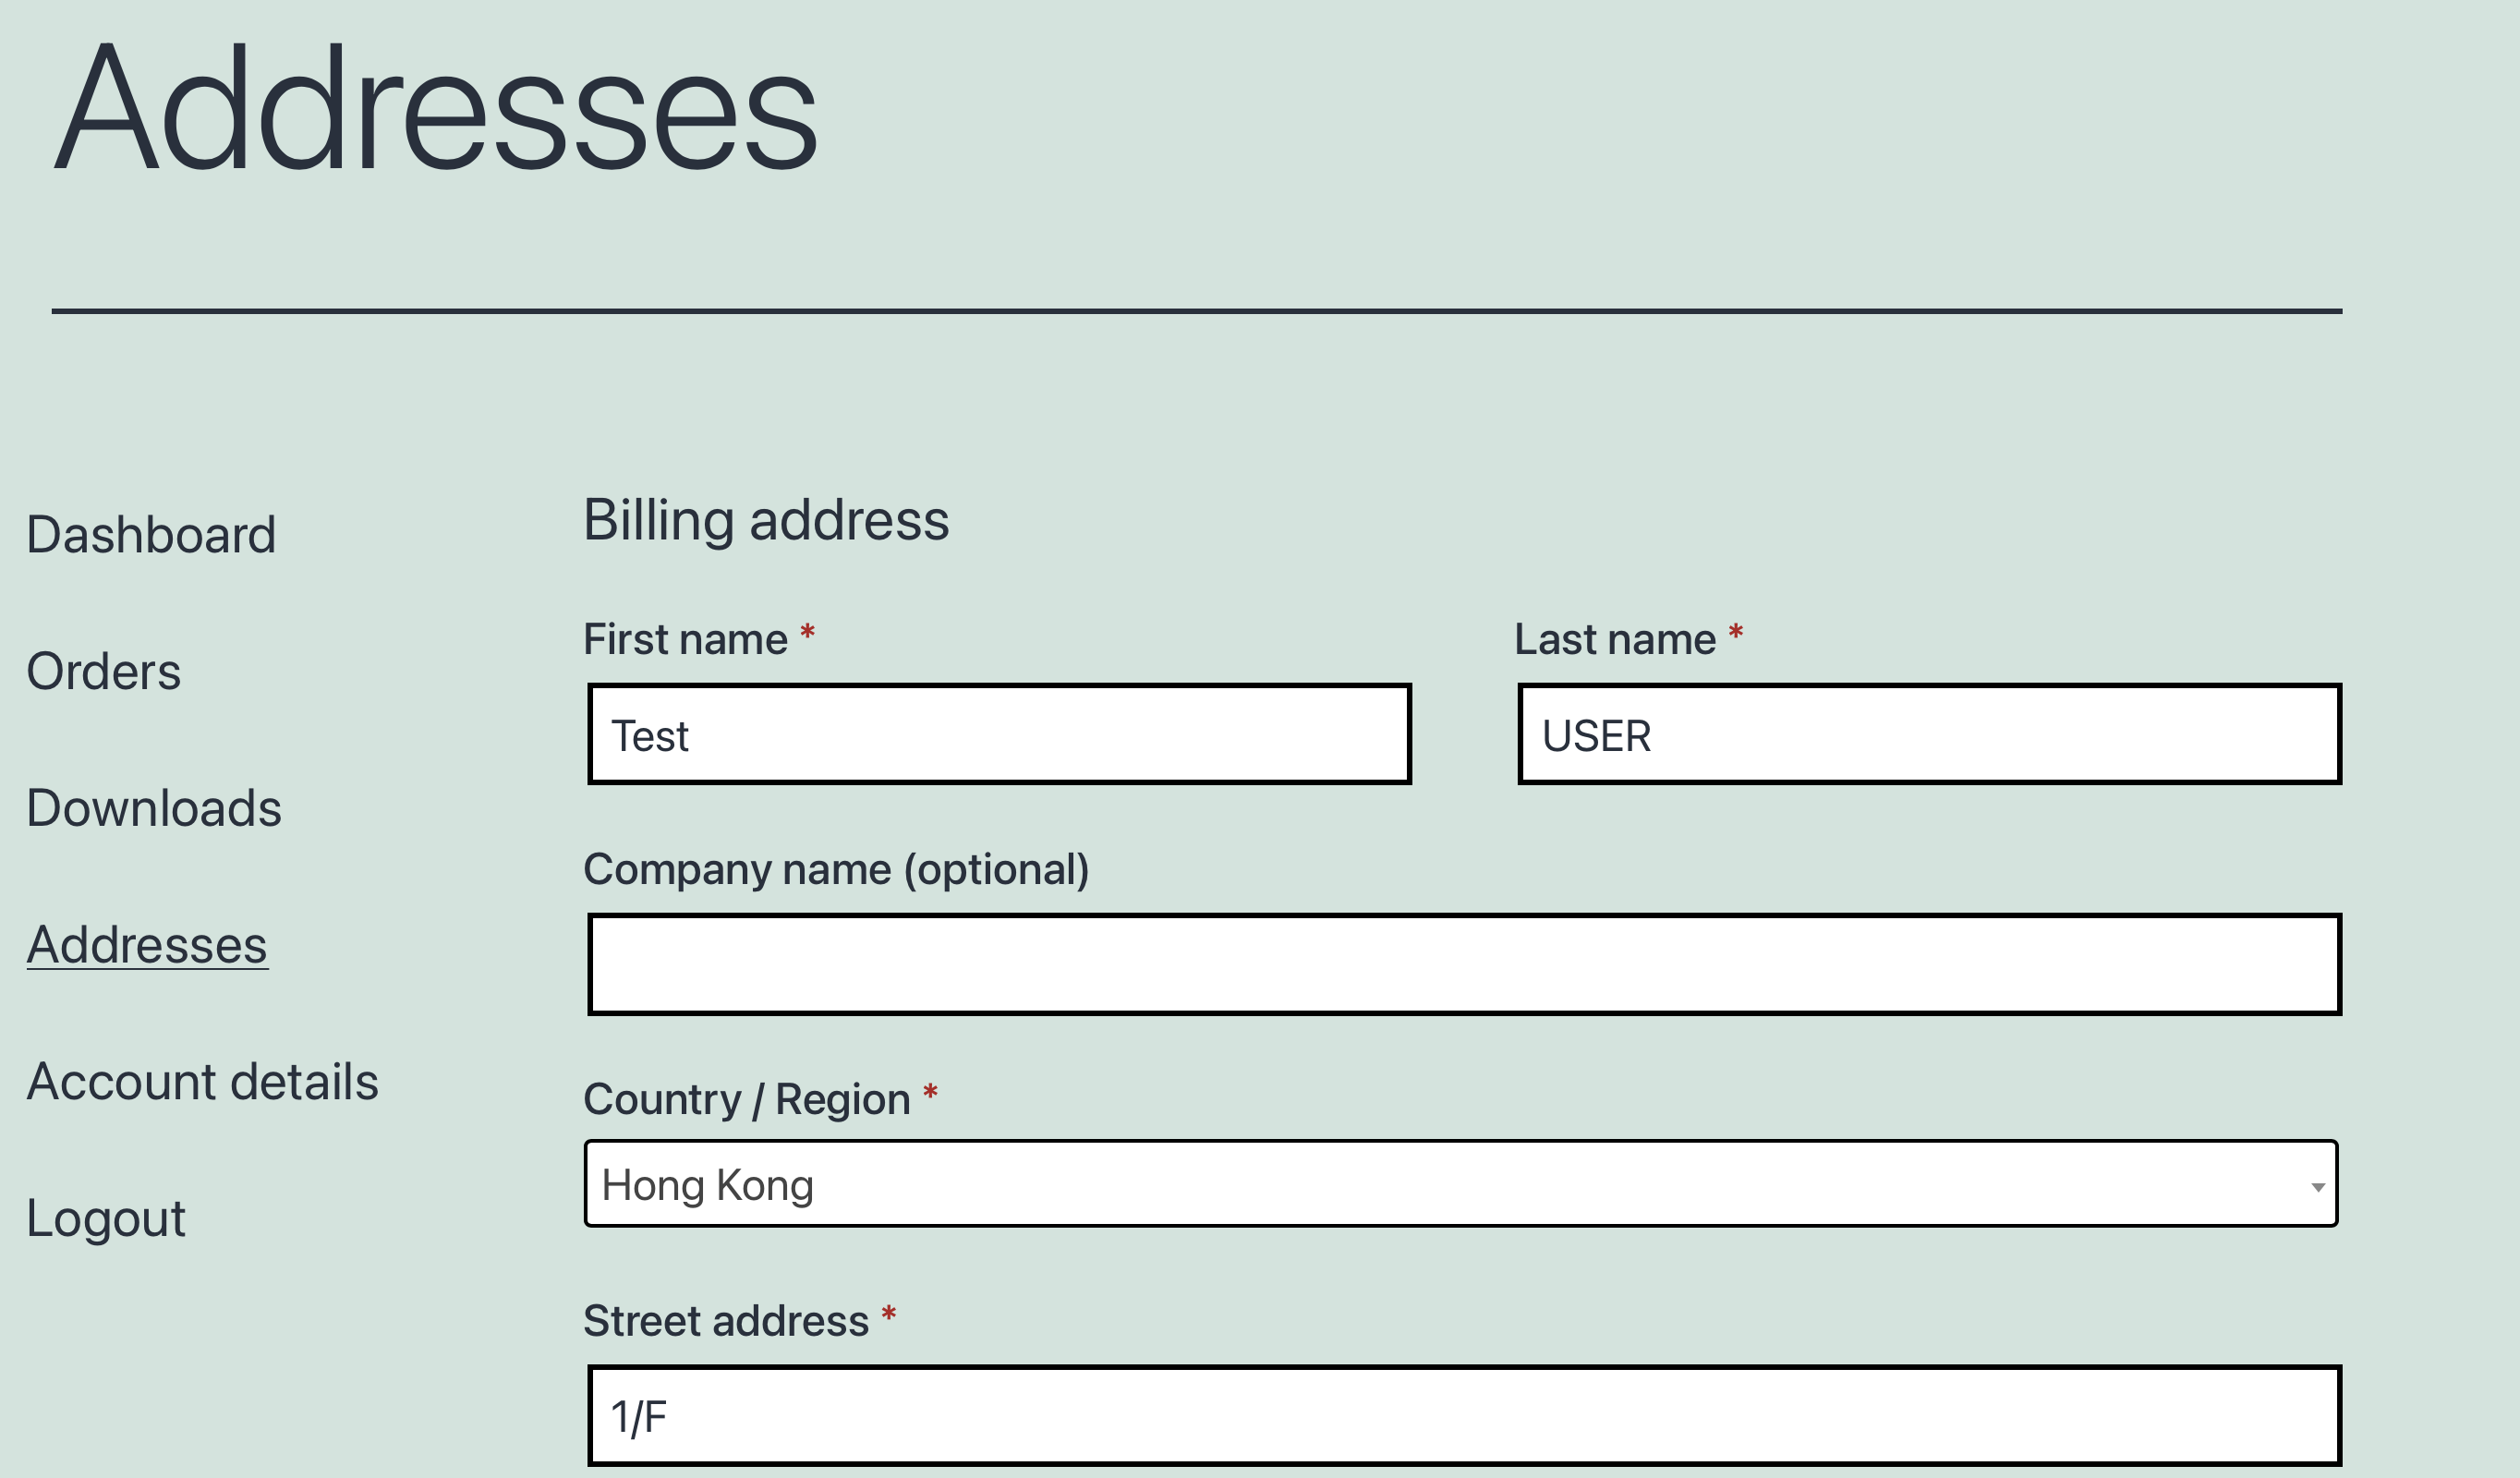 Addresses
Dashboard
Orders
Downloads
Addresses
Account details
Logout
Billing address
First name *
Last name *
Test
USER
Company name (optional)
Country / Region *
Hong Kong
Street address *
1/F